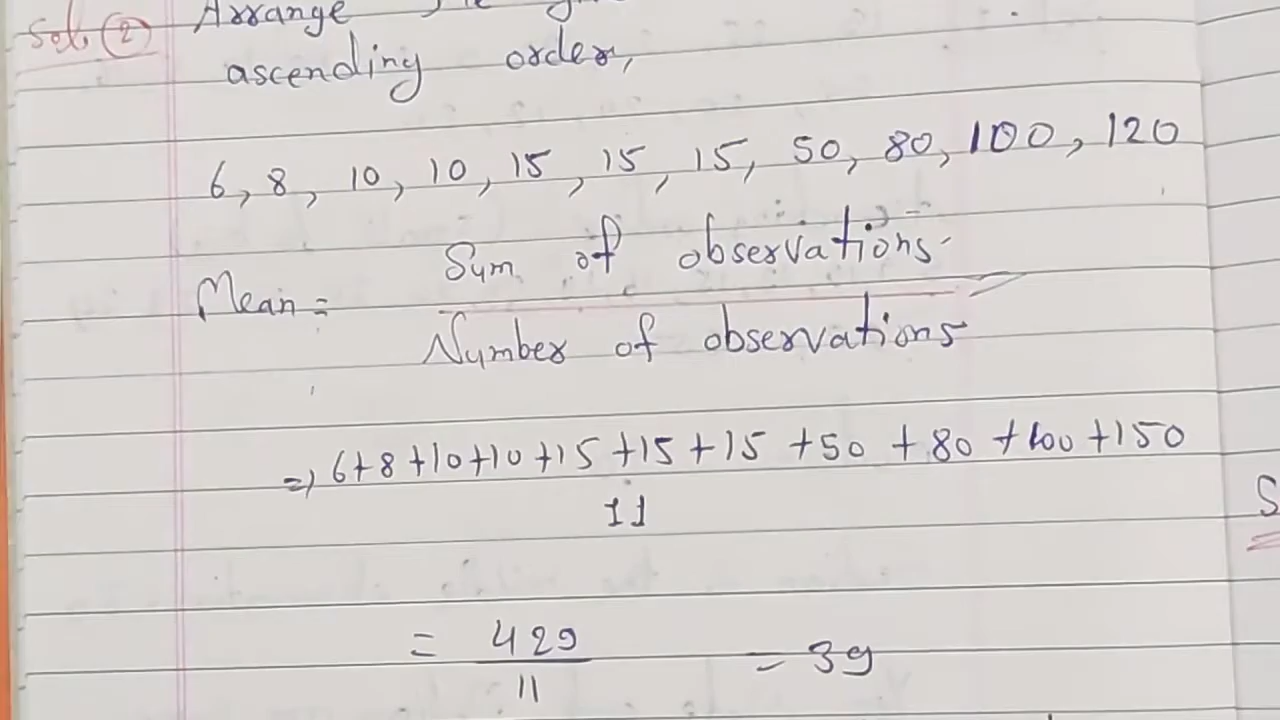 Sol. (2) Arrange
ascending order,
6, 8, 10, 10, 15, 15, 15, 50, 80, 100, 120
Mean = Sum of observations
Number of observations
=> 6+8+10+10+15+15+15+50+80+100+150
11
= 429 = 39
11
S